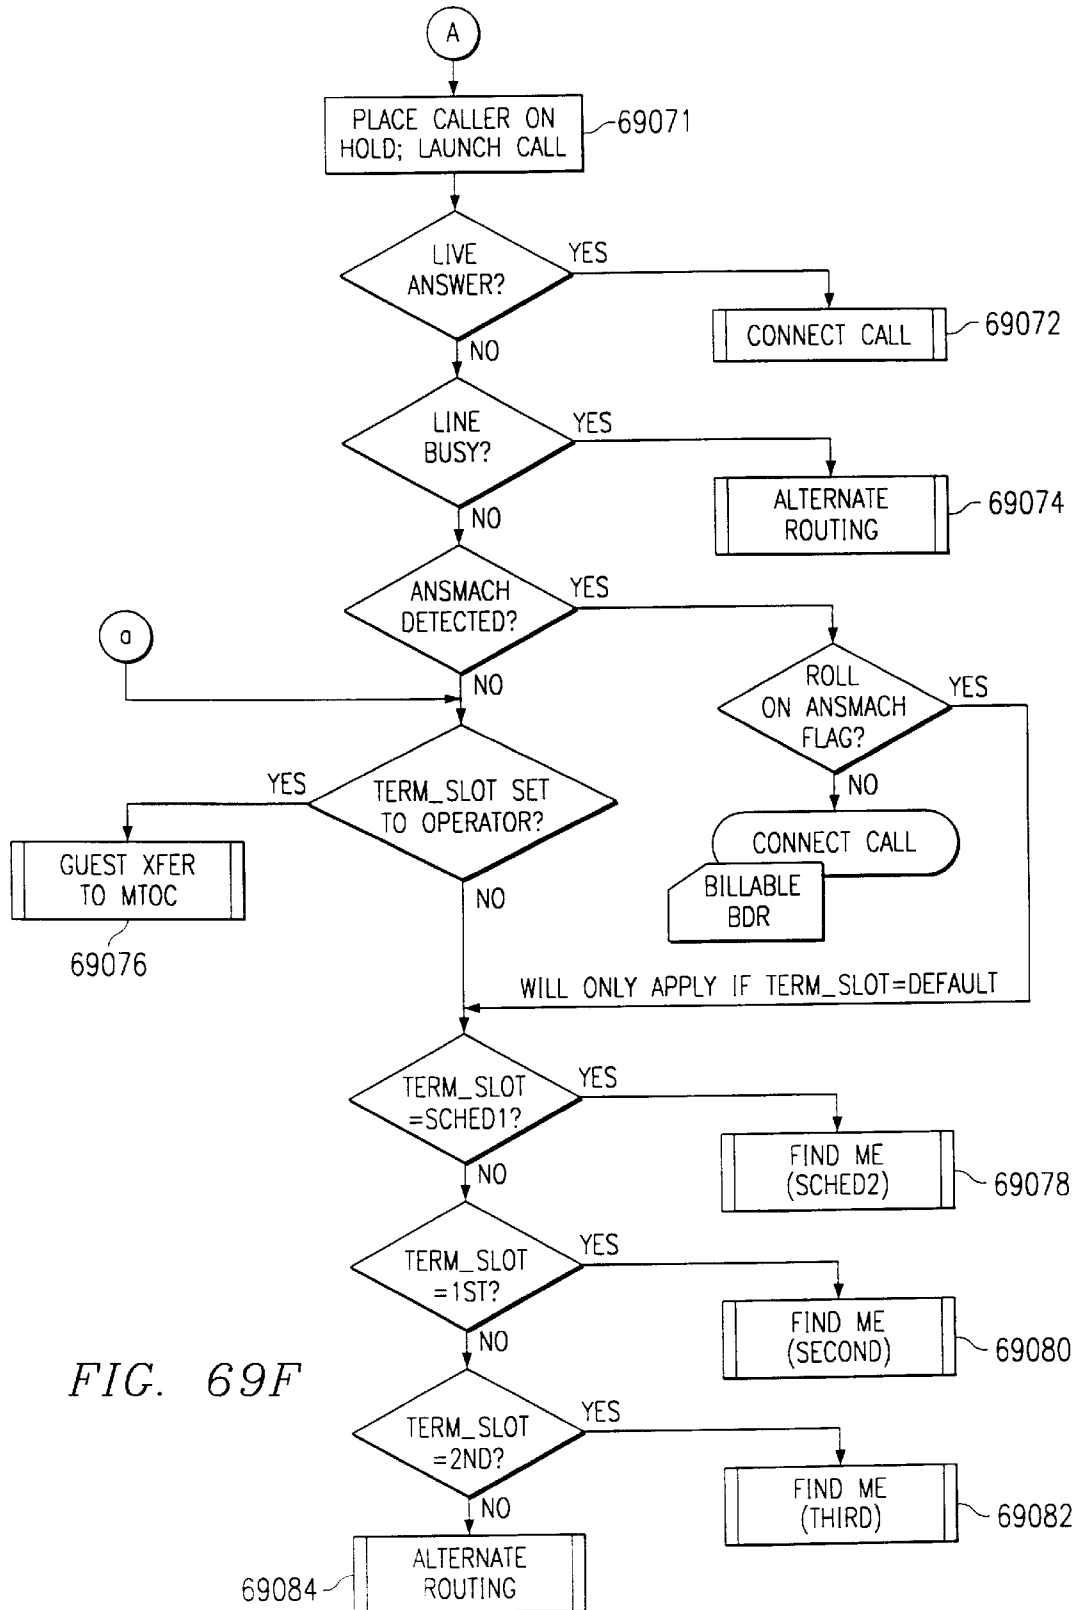 A
PLACE CALLER ON
HOLD; LAUNCH CALL
69071
LIVE
ANSWER?
YES
CONNECT CALL
69072
NO
LINE
BUSY?
YES
ALTERNATE
ROUTING
69074
NO
ANSMACH
DETECTED?
YES
ROLL
ON ANSMACH
FLAG?
YES
NO
CONNECT CALL
BILLABLE
BDR
a
NO
TERM_SLOT SET
TO OPERATOR?
YES
GUEST XFER
TO MTOC
69076
NO
WILL ONLY APPLY IF TERM_SLOT=DEFAULT
TERM_SLOT
=SCHED1?
YES
FIND ME
(SCHED2)
69078
NO
TERM_SLOT
=1ST?
YES
FIND ME
(SECOND)
69080
NO
TERM_SLOT
=2ND?
YES
FIND ME
(THIRD)
69082
NO
ALTERNATE
ROUTING
69084
FIG. 69F